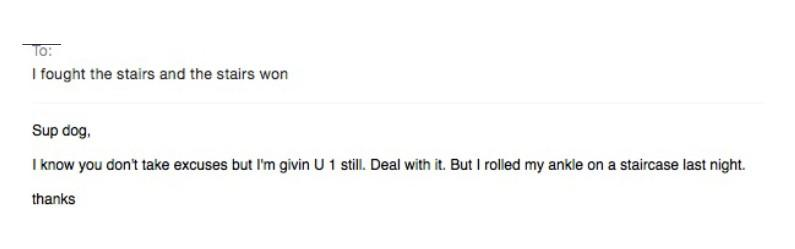 To:
I fought the stairs and the stairs won
Sup dog,
I know you don't take excuses but I'm givin U 1 still. Deal with it. But I rolled my ankle on a staircase last night.
thanks